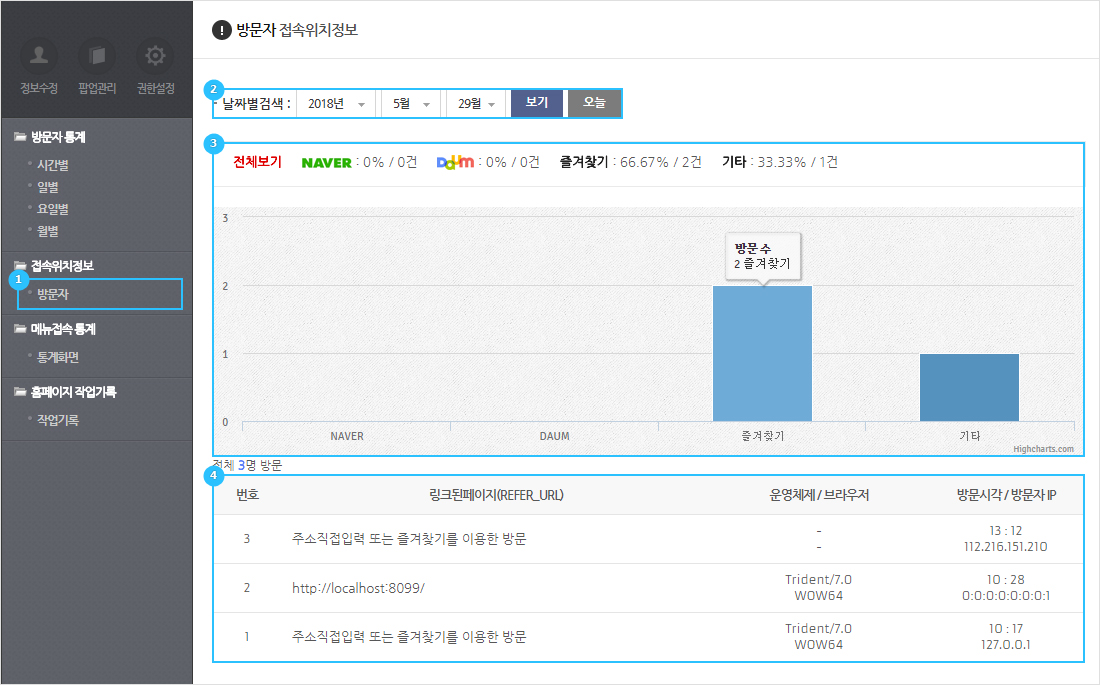 정보수정 팝업관리 권한설정
방문자 통계
시간별
일별
요일별
월별
접속위치정보
1
방문자
메뉴접속 통계
통계화면
홈페이지 작업기록
작업기록
! 방문자 접속위치정보
2
날짜별검색 : 2018년 5월 29일 보기 오늘
3
전체보기 NAVER : 0% / 0건 Daum : 0% / 0건 즐겨찾기 : 66.67% / 2건 기타 : 33.33% / 1건
3
방문 수
2 즐겨찾기
2
1
0
NAVER DAUM 즐겨찾기 기타
Highcharts.com
전체 3명 방문
4
번호 링크된페이지(REFER_URL) 운영체제 / 브라우저 방문시각 / 방문자 IP
3 주소직접입력 또는 즐겨찾기를 이용한 방문 - 13 : 12
- 112.216.151.210
2 http://localhost:8099/ Trident/7.0 10 : 28
WOW64 0:0:0:0:0:0:0:1
1 주소직접입력 또는 즐겨찾기를 이용한 방문 Trident/7.0 10 : 17
WOW64 127.0.0.1